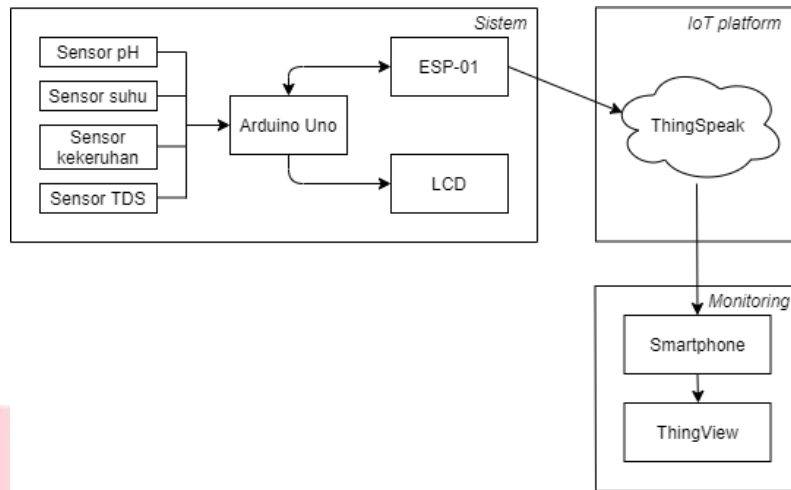 Sistem
Sensor pH
Sensor suhu
Sensor
kekeruhan
Sensor TDS
Arduino Uno
ESP-01
LCD
IoT platform
ThingSpeak
Monitoring
Smartphone
ThingView